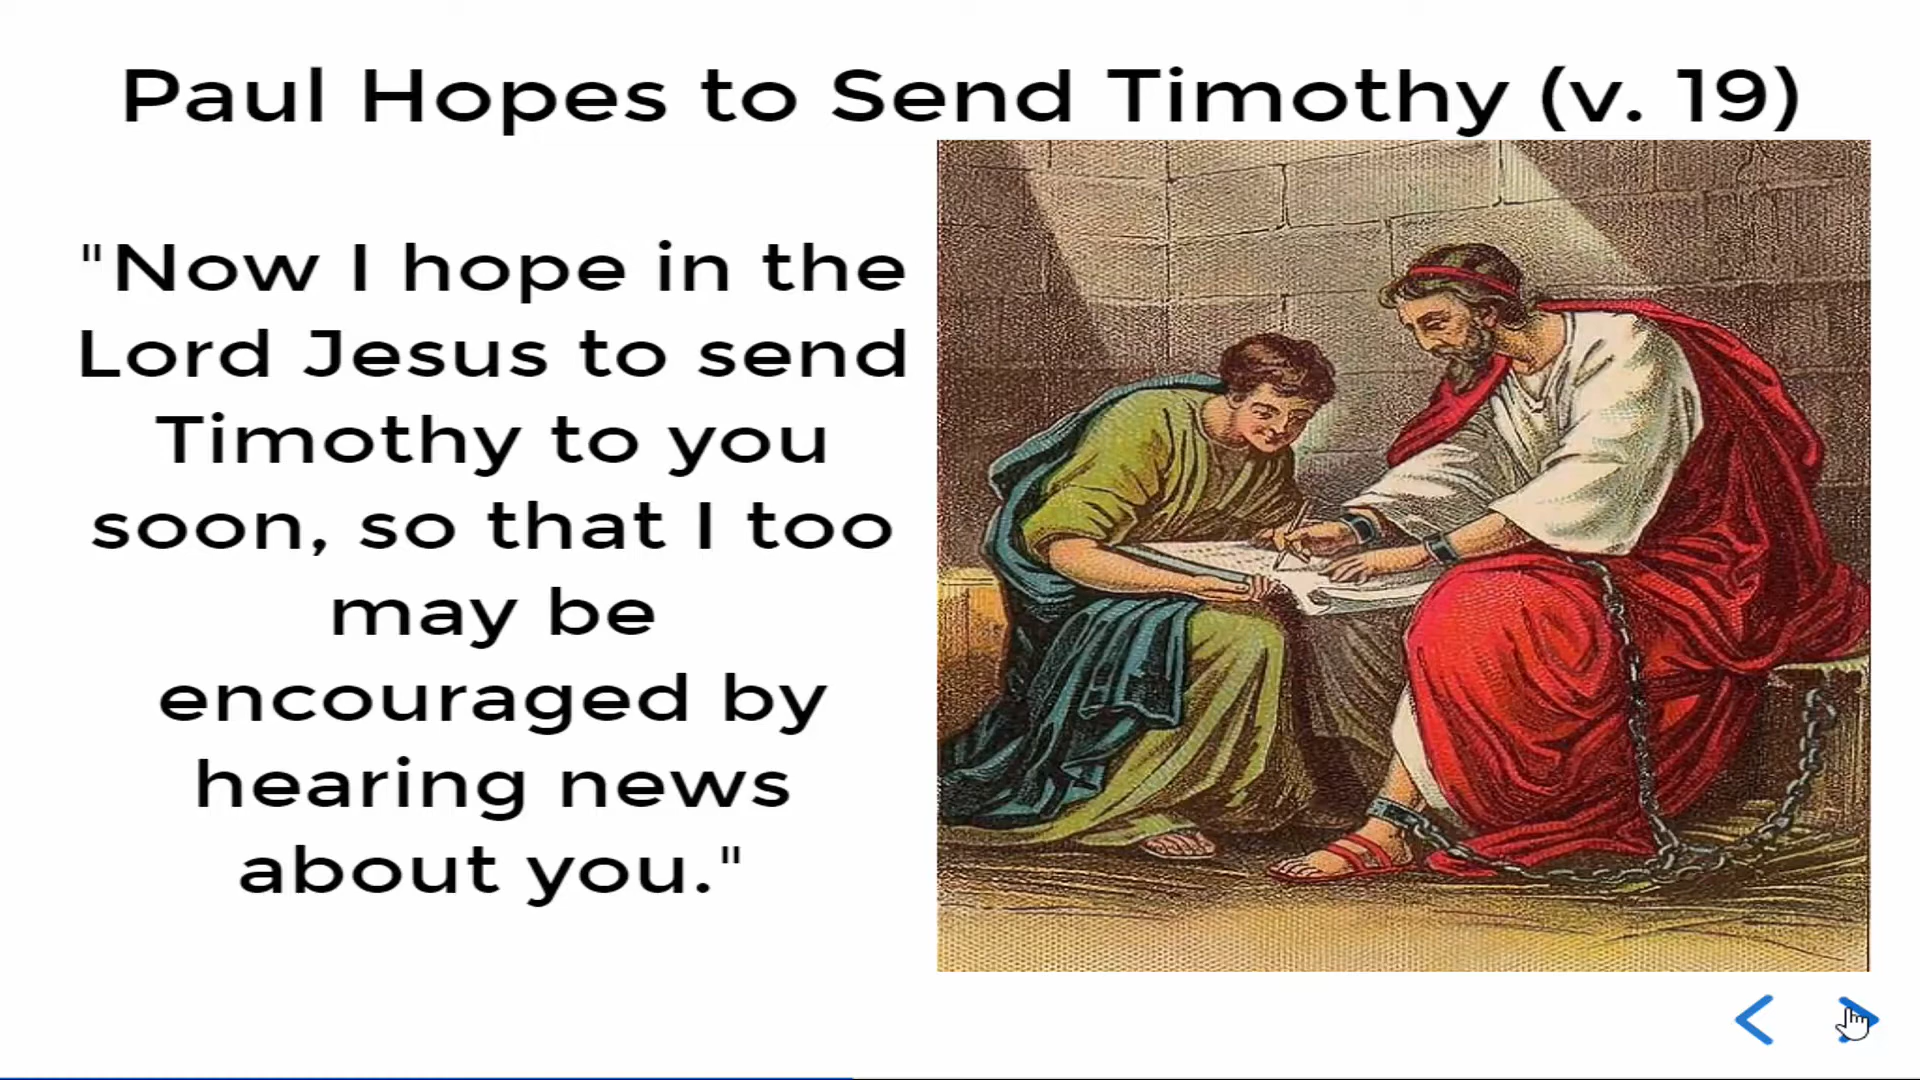 Paul Hopes to Send Timothy (v. 19)
"Now I hope in the
Lord Jesus to send
Timothy to you
soon, so that I too
may be
encouraged by
hearing news
about you."